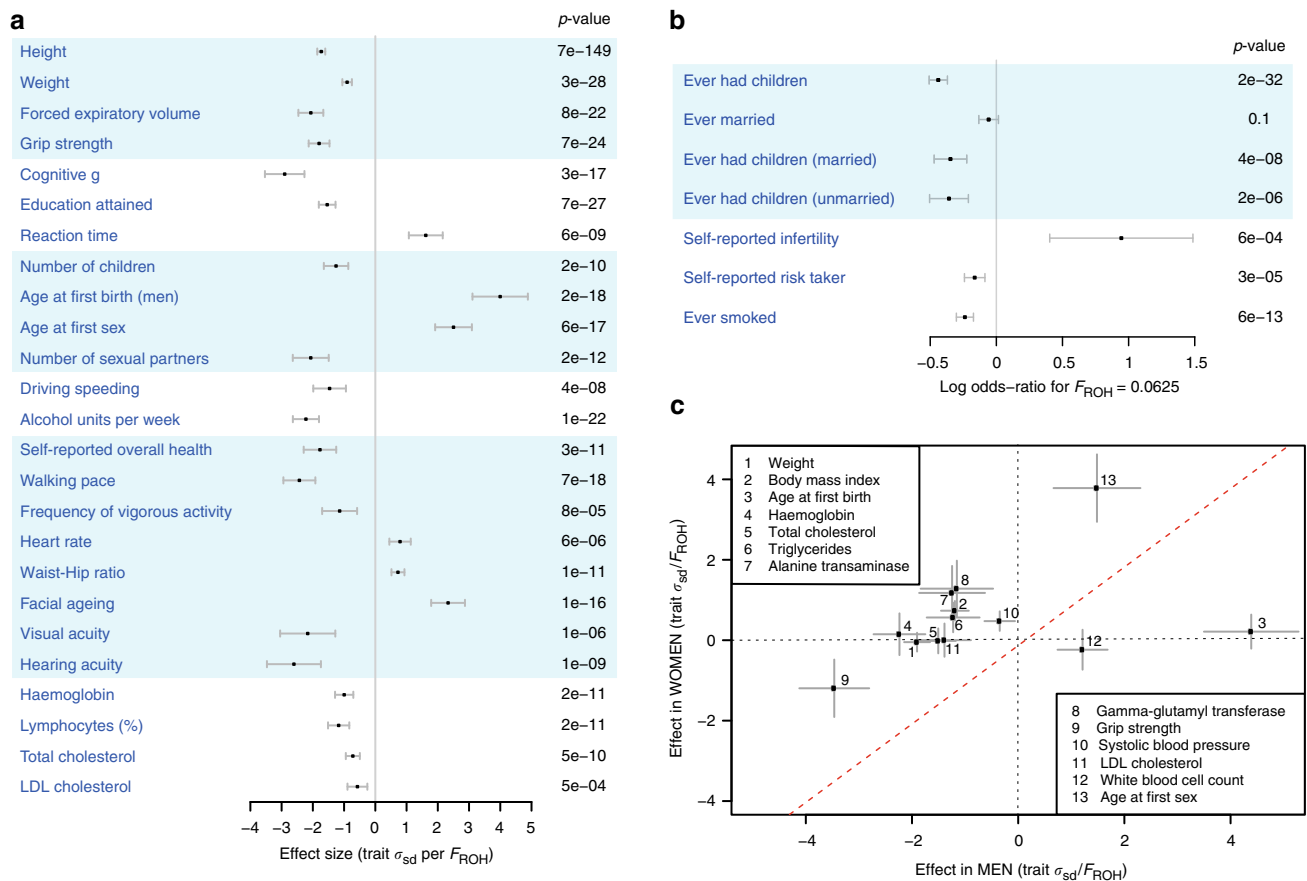 a
p-value
Height 7e−149
Weight 3e−28
Forced expiratory volume 8e−22
Grip strength 7e−24
Cognitive g 3e−17
Education attained 7e−27
Reaction time 6e−09
Number of children 2e−10
Age at first birth (men) 2e−18
Age at first sex 6e−17
Number of sexual partners 2e−12
Driving speeding 4e−08
Alcohol units per week 1e−22
Self-reported overall health 3e−11
Walking pace 7e−18
Frequency of vigorous activity 8e−05
Heart rate 6e−06
Waist-Hip ratio 1e−11
Facial ageing 1e−16
Visual acuity 1e−06
Hearing acuity 1e−09
Haemoglobin 2e−11
Lymphocytes (%) 2e−11
Total cholesterol 5e−10
LDL cholesterol 5e−04
−4 −3 −2 −1 0 1 2 3 4 5
Effect size (trait σsd per FROH)
b
p-value
Ever had children 2e−32
Ever married 0.1
Ever had children (married) 4e−08
Ever had children (unmarried) 2e−06
Self-reported infertility 6e−04
Self-reported risk taker 3e−05
Ever smoked 6e−13
−0.5 0 0.5 1 1.5
Log odds−ratio for FROH = 0.0625
c
Effect in WOMEN (trait σsd/FROH)
4
2
0
−2
−4
1 Weight
2 Body mass index
3 Age at first birth
4 Haemoglobin
5 Total cholesterol
6 Triglycerides
7 Alanine transaminase
13
8
7
2
10
6
4
5
3
1
11
12
9
8 Gamma-glutamyl transferase
9 Grip strength
10 Systolic blood pressure
11 LDL cholesterol
12 White blood cell count
13 Age at first sex
−4 −2 0 2 4
Effect in MEN (trait σsd/FROH)